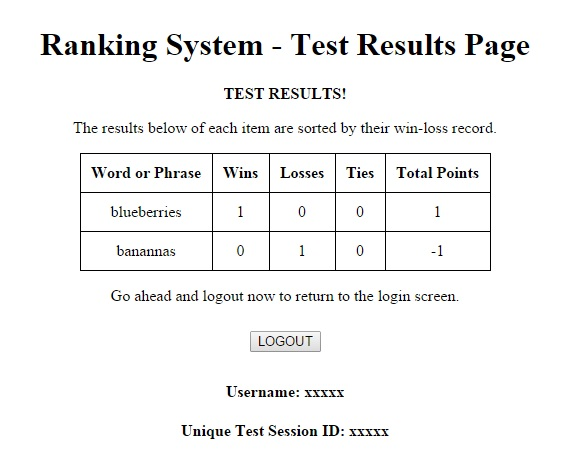 Ranking System - Test Results Page
TEST RESULTS!
The results below of each item are sorted by their win-loss record.
Word or Phrase Wins Losses Ties Total Points
blueberries 1 0 0 1
banannas 0 1 0 -1
Go ahead and logout now to return to the login screen.
LOGOUT
Username: xxxxx
Unique Test Session ID: xxxxx